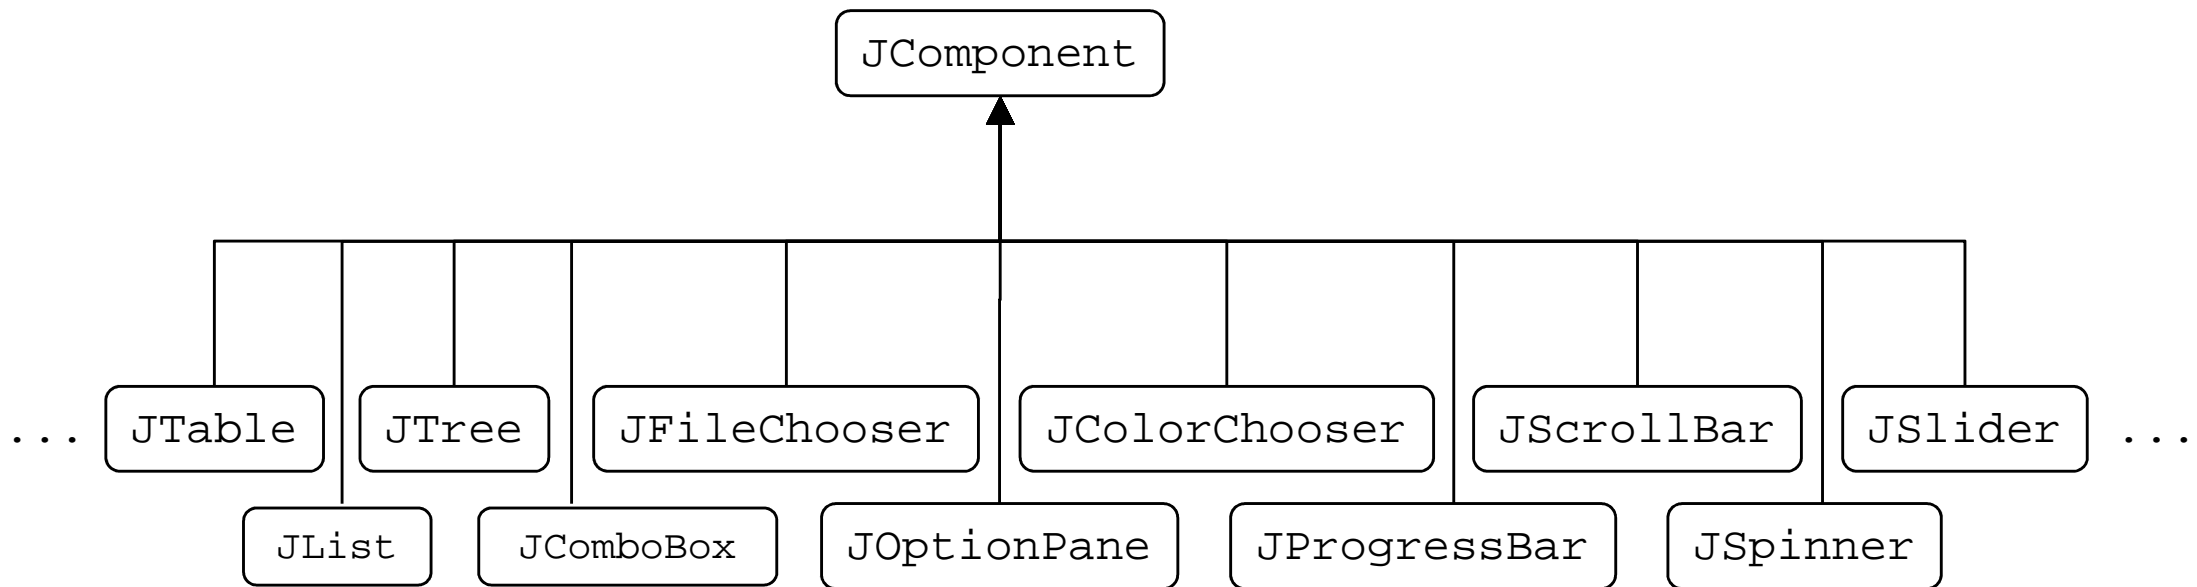 JComponent
... JTable JTree JFileChooser JColorChooser JScrollBar JSlider ...
JList JComboBox JOptionPane JProgressBar JSpinner